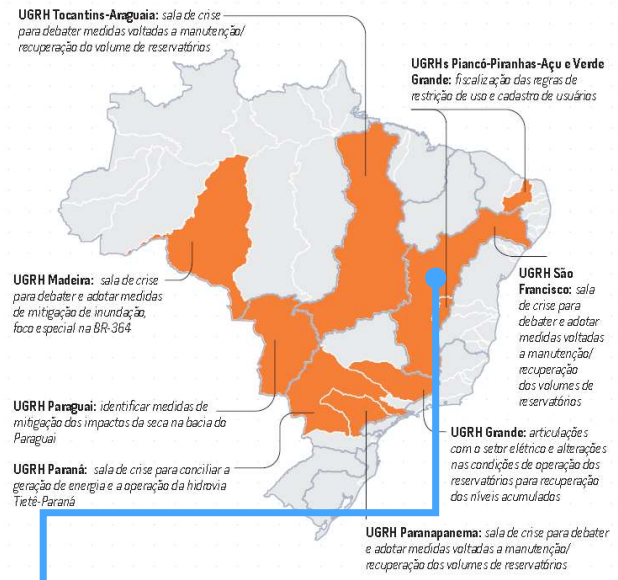 UGRH Tocantins-Araguaia: sala de crise
para debater medidas voltadas a manutenção/
recuperação do volume de reservatórios
UGRHs Piancó-Piranhas-Açu e Verde
Grande: fiscalização das regras de
restrição de uso e cadastro de usuários
UGRH Madeira: sala de crise
para debater e adotar medidas
de mitigação de inundação,
foco especial na BR-364
UGRH São
Francisco: sala
de crise para
debater e adotar
medidas voltadas
a manutenção/
recuperação
dos volumes de
reservatórios
UGRH Paraguai: identificar medidas de
mitigação dos impactos da seca na bacia do
Paraguai
UGRH Grande: articulações
com o setor elétrico e alterações
nas condições de operação dos
reservatórios para recuperação
dos níveis acumulados
UGRH Paraná: sala de crise para conciliar a
geração de energia e a operação da hidrovia
Tietê-Paraná
UGRH Paranapanema: sala de crise para debater
e adotar medidas voltadas a manutenção/
recuperação dos volumes de reservatórios